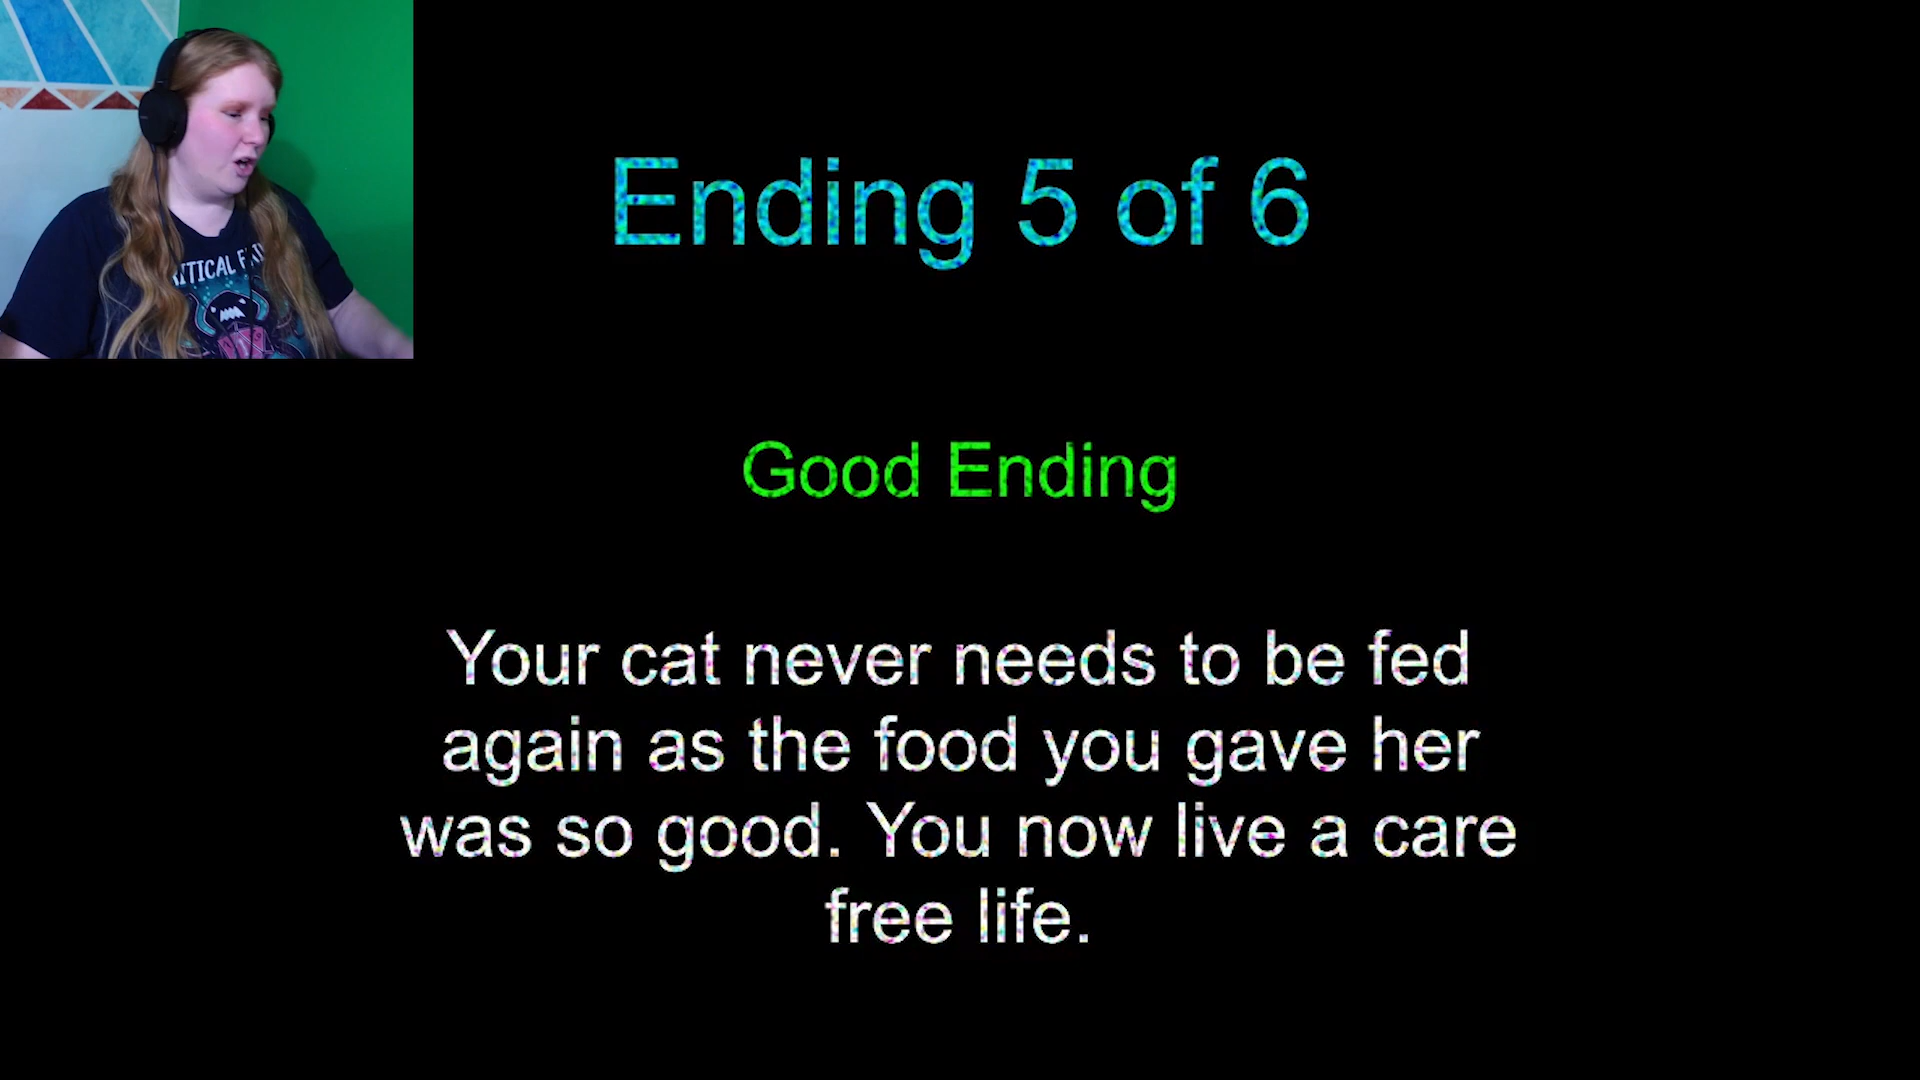 Ending 5 of 6
Good Ending
Your cat never needs to be fed
again as the food you gave her
was so good. You now live a care
free life.